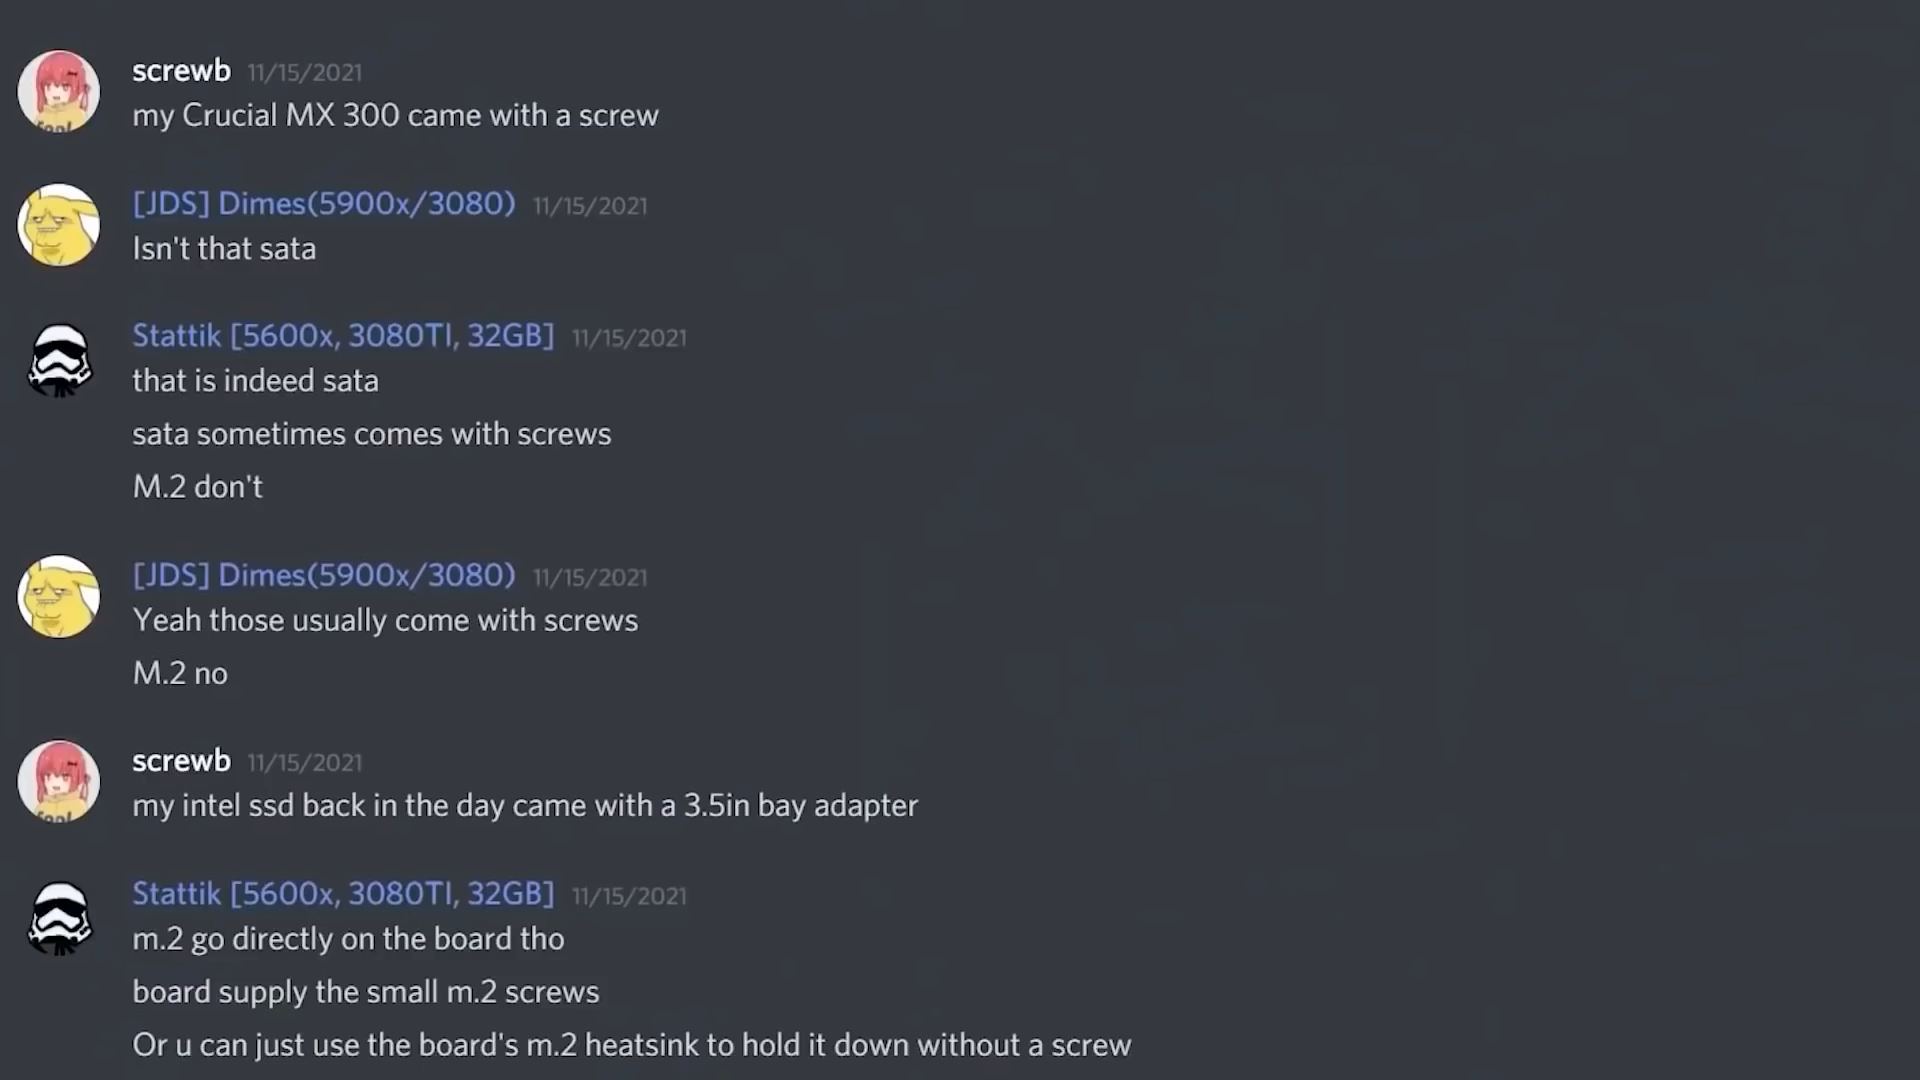 screwb 11/15/2021
my Crucial MX 300 came with a screw
[JDS] Dimes(5900x/3080) 11/15/2021
Isn't that sata
Stattik [5600x, 3080TI, 32GB] 11/15/2021
that is indeed sata
sata sometimes comes with screws
M.2 don't
[JDS] Dimes(5900x/3080) 11/15/2021
Yeah those usually come with screws
M.2 no
screwb 11/15/2021
my intel ssd back in the day came with a 3.5in bay adapter
Stattik [5600x, 3080TI, 32GB] 11/15/2021
m.2 go directly on the board tho
board supply the small m.2 screws
Or u can just use the board's m.2 heatsink to hold it down without a screw